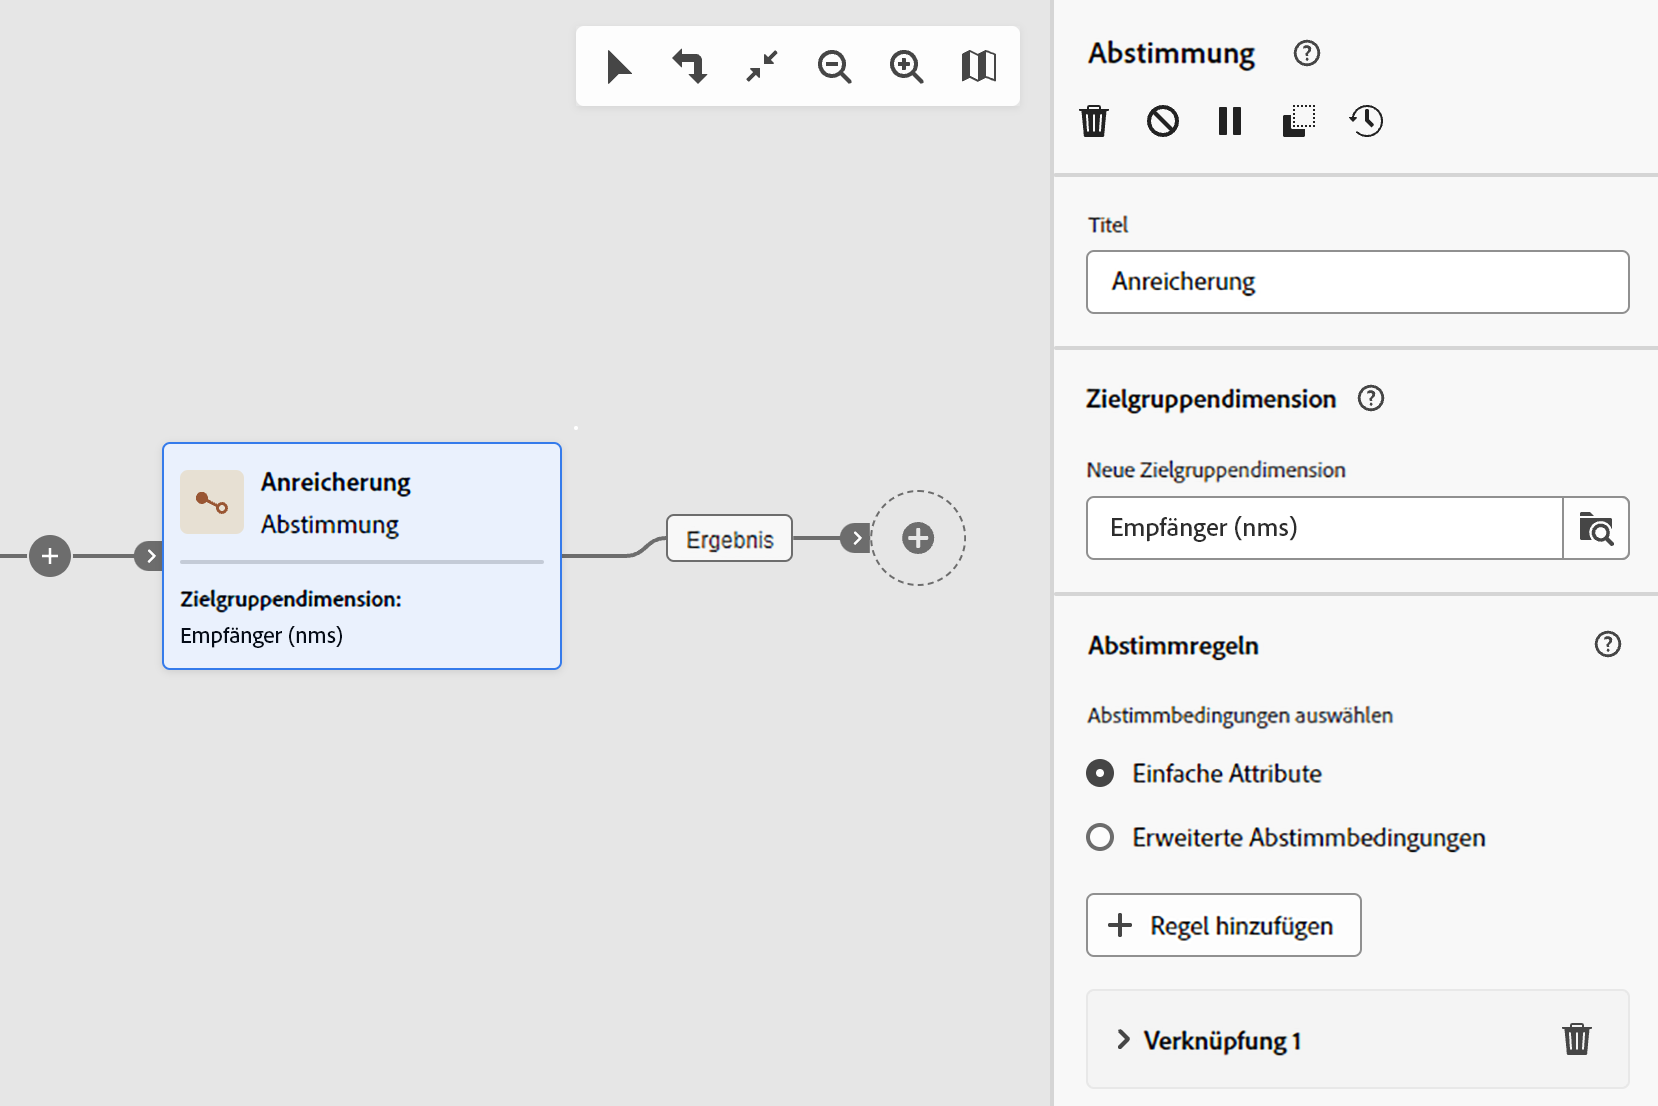 Abstimmung
Titel
Anreicherung
Zielgruppendimension
Neue Zielgruppendimension
Empfänger (nms)
Abstimmregeln
Abstimmbedingungen auswählen
Einfache Attribute
Erweiterte Abstimmbedingungen
Regel hinzufügen
Verknüpfung 1
Anreicherung
Abstimmung
Zielgruppendimension:
Empfänger (nms)
Ergebnis